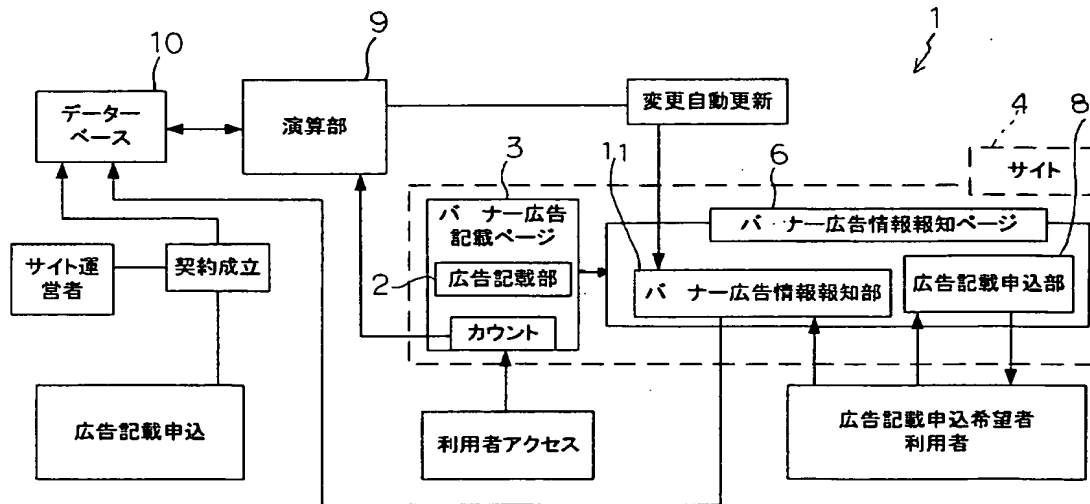 1
9
10
データー
ベース
演算部
変更自動更新
4
8
サイト
3
11
6
バ ナー広告
記載ページ
バ ナー広告情報報知ページ
2
広告記載部
バ ナー広告情報報知部
広告記載申込部
サイト運
営者
契約成立
カウント
広告記載申込
利用者アクセス
広告記載申込希望者
利用者